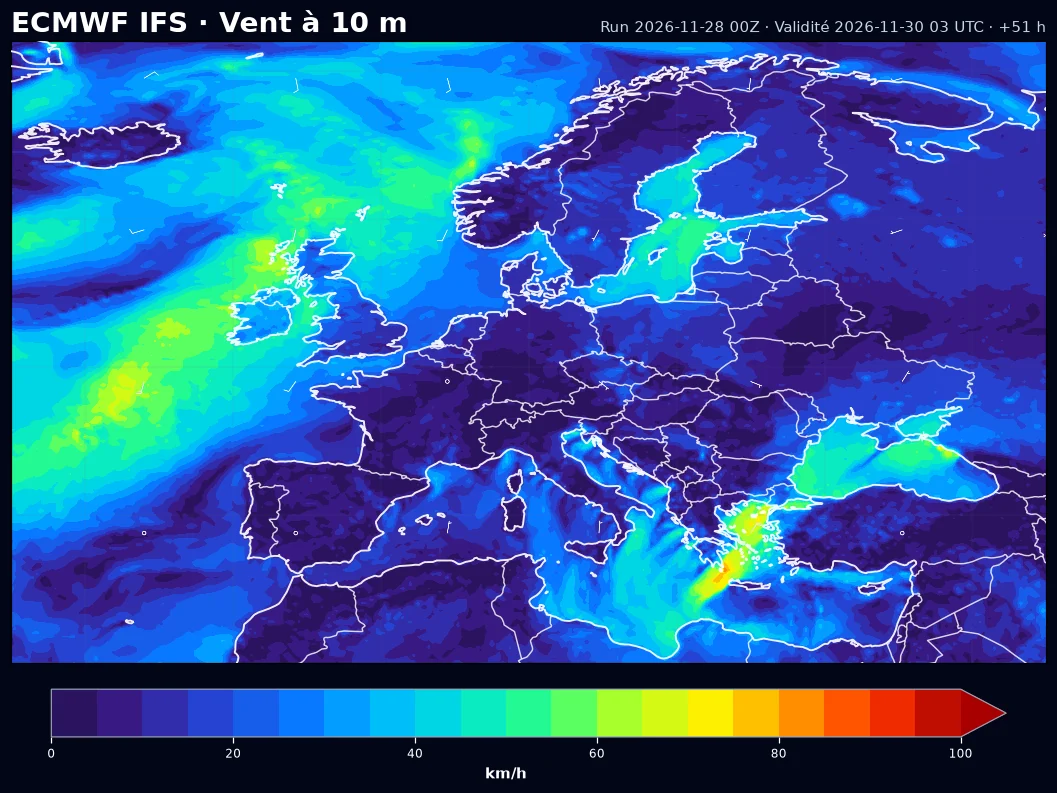 ECMWF IFS · Vent à 10 m
Run 2026-11-28 00Z · Validité 2026-11-30 03 UTC · +51 h
0 20 40 60 80 100
km/h